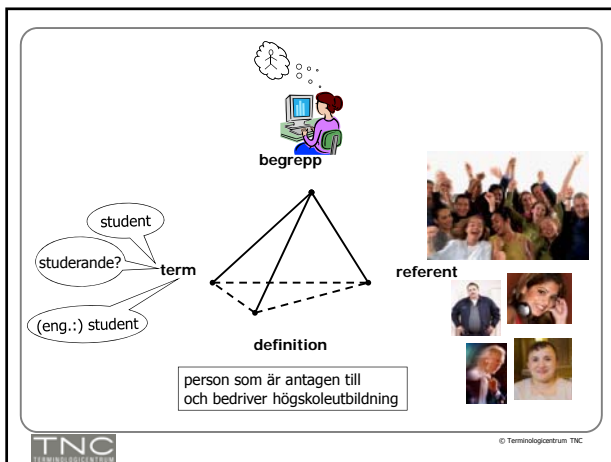 begrepp
student
studerande?
term
(eng.:) student
referent
definition
person som är antagen till
och bedriver högskoleutbildning
TNC
TERMINOLOGICENTRUM
© Terminologicentrum TNC